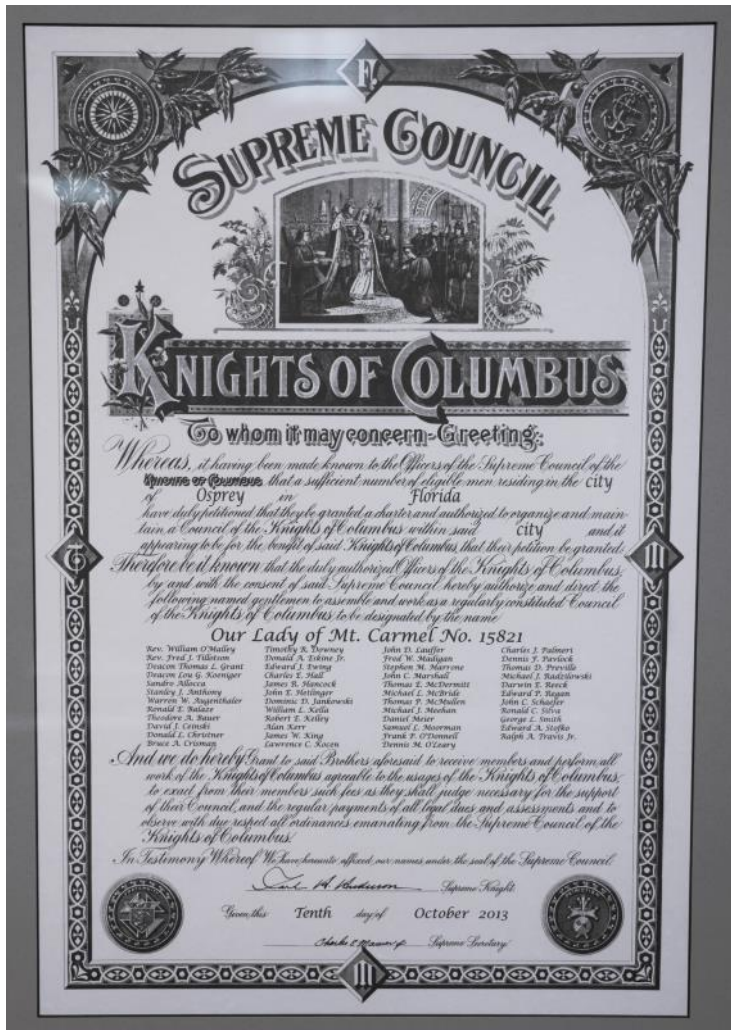 F.
SUPREME COUNCIL
KNIGHTS OF COLUMBUS
To whom it may concern-Greeting:
Whereas, it having been made known to the Officers of the Supreme Council of the
KNIGHTS OF COLUMBUS that a sufficient number of eligible men residing in the city
of Osprey in Florida
have duly petitioned that they be granted a charter and authorized to organize and main
tain a Council of the Knights of Columbus within said city and it
appearing to be for the benefit of said Knights of Columbus, that their petition be granted
Therefore be it known that the duly authorized Officers of the Knights of Columbus,
by and with the consent of said Supreme Council hereby authorize and direct the
following named gentlemen to assemble and work as a regularly constituted Council
of the Knights of Columbus to be designated by the name
Our Lady of Mt. Carmel No. 15821
Rev. William O'Malley Timothy R. Downey John D. Lauffer Charles J. Palmeri
Rev. Fred J. Tillotson Donald A. Eskine Jr. Fred W. Madigan Dennis F. Pavlock
Deacon Thomas L. Grant Edward J. Ewing Stephen M. Marrone Thomas D. Preville
Deacon Lou G. Koeniger Charles E. Hall John C. Marshall Michael J. Radzilowski
Sandro Allocca James R. Hancock Thomas E. McDermitt Darwin E. Reeck
Stanley J. Anthony John E. Hetlinger Michael L. McBride Edward P. Regan
Warren W. Augenthaler Dominic D. Jankowski Thomas P. McMullen John C. Schaefer
Ronald E. Balazs William L. Kella Michael J. Meehan Ronald C. Silva
Theodore A. Bauer Robert E. Kelley Daniel Meier George L. Smith
David J. Ceinski Alan Kerr Samuel L. Moorman Edward A. Stofko
Donald L. Christner James W. King Frank P. O'Donnell Ralph A. Travis Jr.
Bruce A. Crisman Lawrence C. Kocen Dennis M. O'Leary
And we do hereby Grant to said Brothers aforesaid to receive members and perform all
work of the Knights of Columbus agreeable to the usages of the Knights of Columbus,
to exact from their members such fees as they shall judge necessary for the support
of their Council, and the regular payments of all legal dues and assessments and to
observe with due respect all ordinances emanating from the Supreme Council of the
Knights of Columbus.
In Testimony Whereof We have hereunto affixed our names under the seal of the Supreme Council
Carl A. Anderson Supreme Knight
Given this Tenth day of October 2013
Charles E. Maurer Jr Supreme Secretary